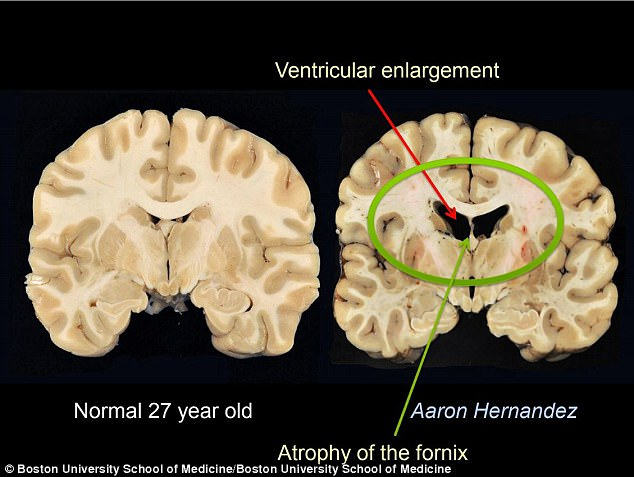 Ventricular enlargement
Normal 27 year old
Aaron Hernandez
Atrophy of the fornix
© Boston University School of Medicine/Boston University School of Medicine